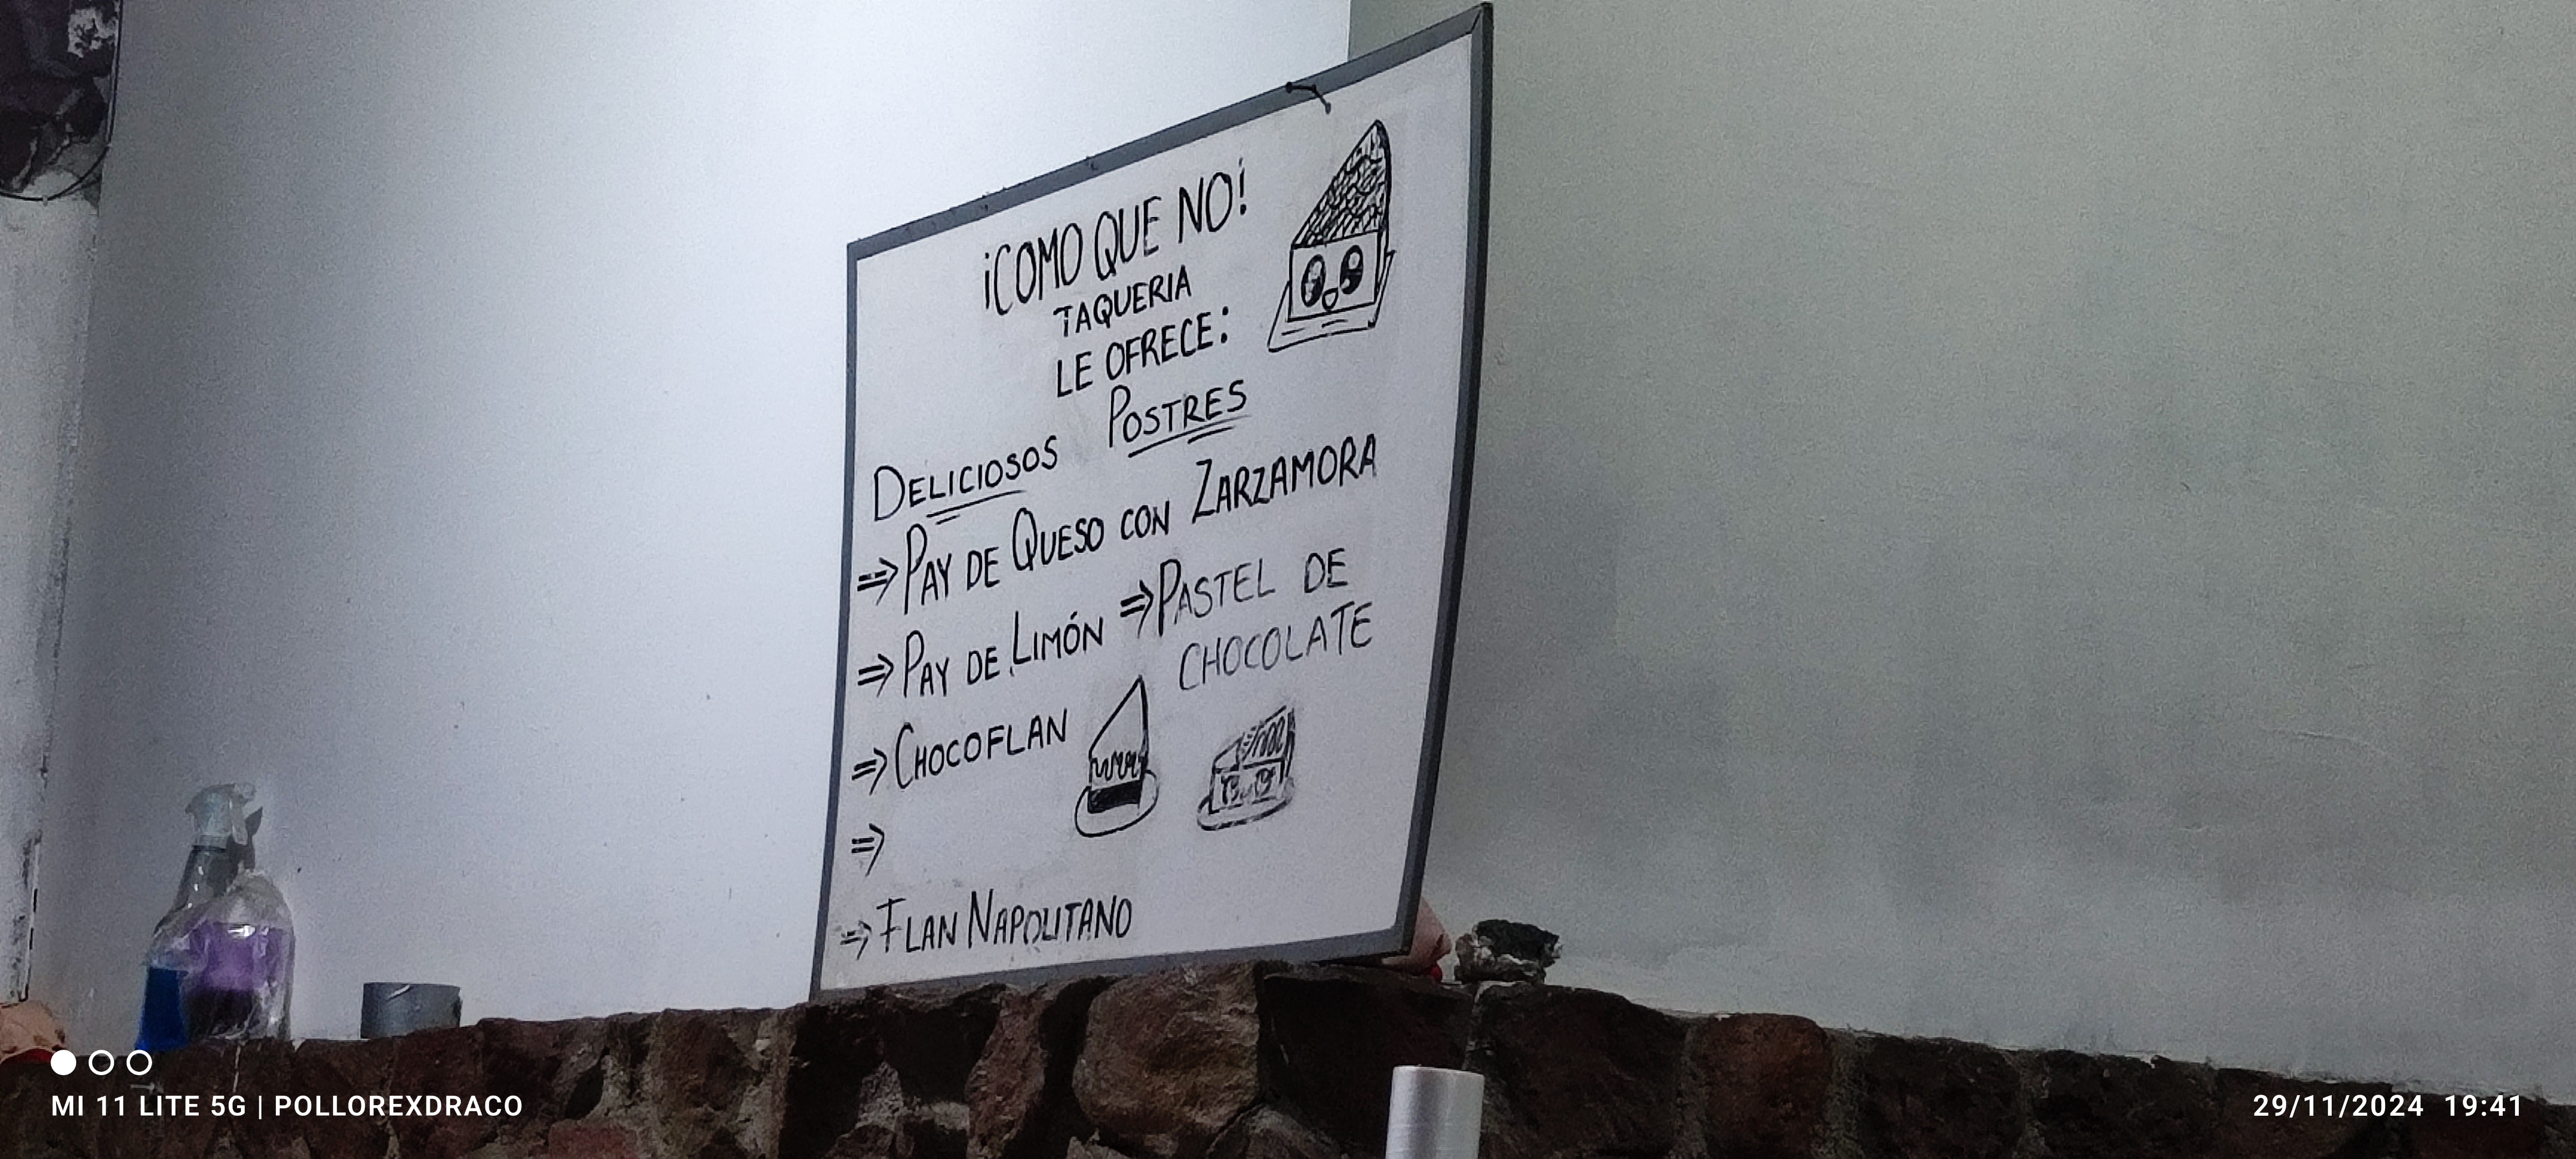 ¡COMO QUE NO!
TAQUERIA
LE OFRECE:
DELICIOSOS POSTRES
⇒ PAY DE QUESO CON ZARZAMORA
⇒ PAY DE LIMÓN ⇒ PASTEL DE
CHOCOLATE
⇒ CHOCOFLAN
⇒
⇒ FLAN NAPOLITANO
MI 11 LITE 5G | POLLOREXDRACO
29/11/2024 19:41